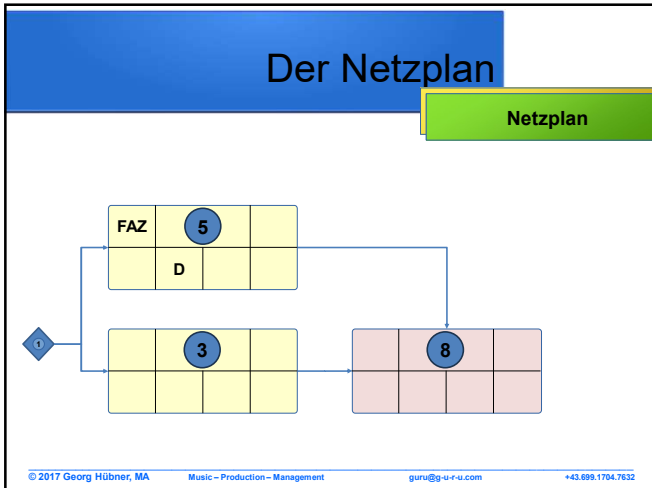 Der Netzplan
Netzplan
FAZ 5
D
1
3 8
© 2017 Georg Hübner, MA Music – Production – Management guru@g-u-r-u.com +43.699.1704.7632